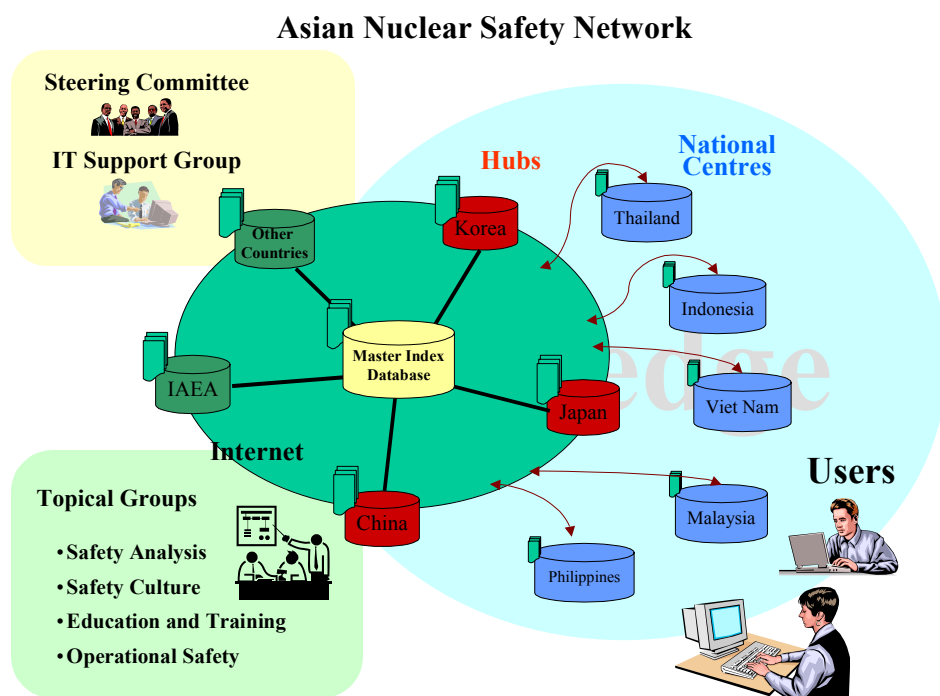 Asian Nuclear Safety Network
Steering Committee
IT Support Group
Hubs
National
Centres
Korea
Thailand
Other
Countries
Indonesia
Master Index
Database
IAEA
Japan
Viet Nam
edge
Internet
Users
China
Malaysia
Philippines
Topical Groups
•Safety Analysis
•Safety Culture
•Education and Training
•Operational Safety